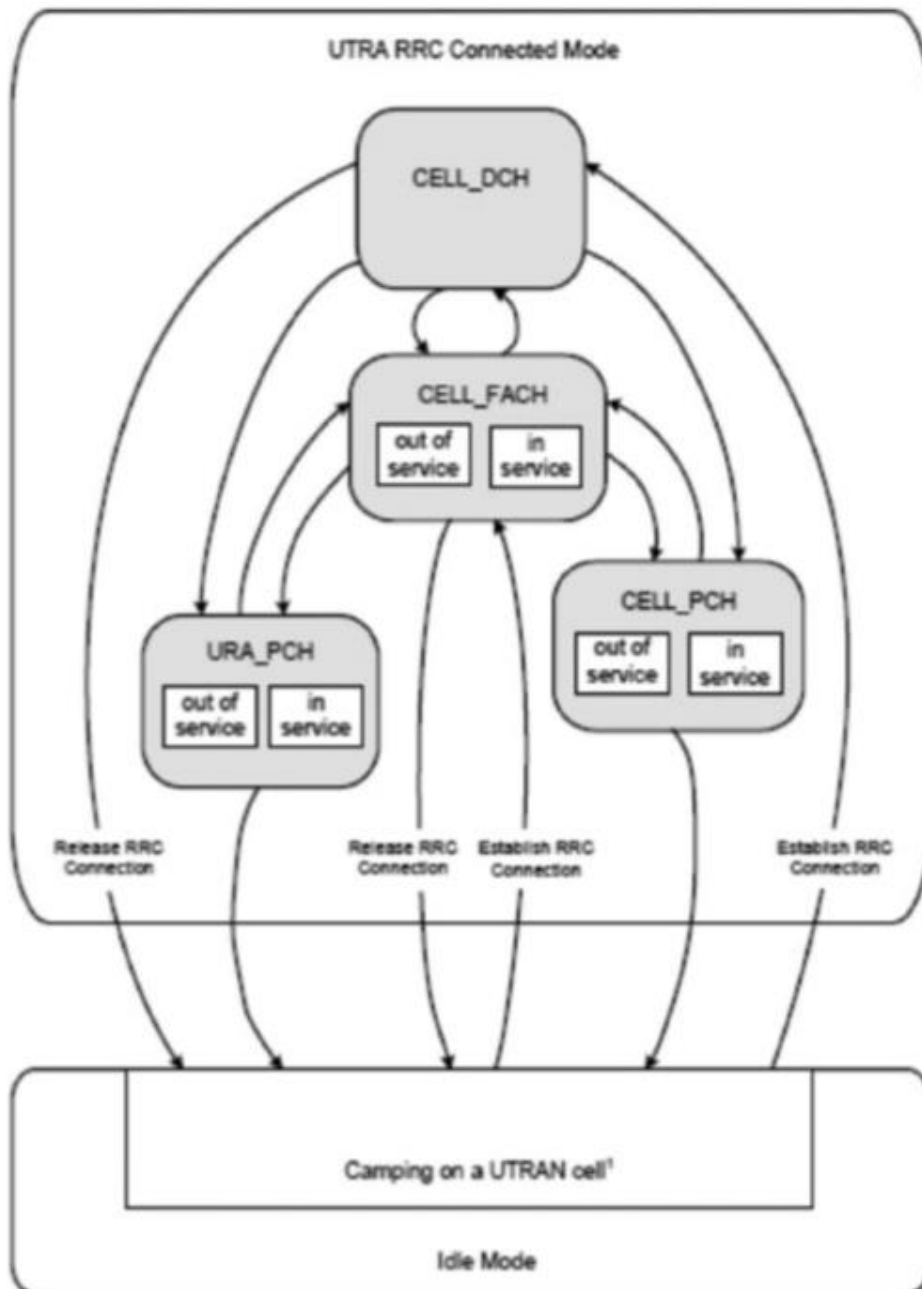 UTRA RRC Connected Mode
CELL_DCH
CELL_FACH
out of
service
in
service
CELL_PCH
out of
service
in
service
URA_PCH
out of
service
in
service
Release RRC
Connection
Release RRC
Connection
Establish RRC
Connection
Establish RRC
Connection
Camping on a UTRAN cell¹
Idle Mode